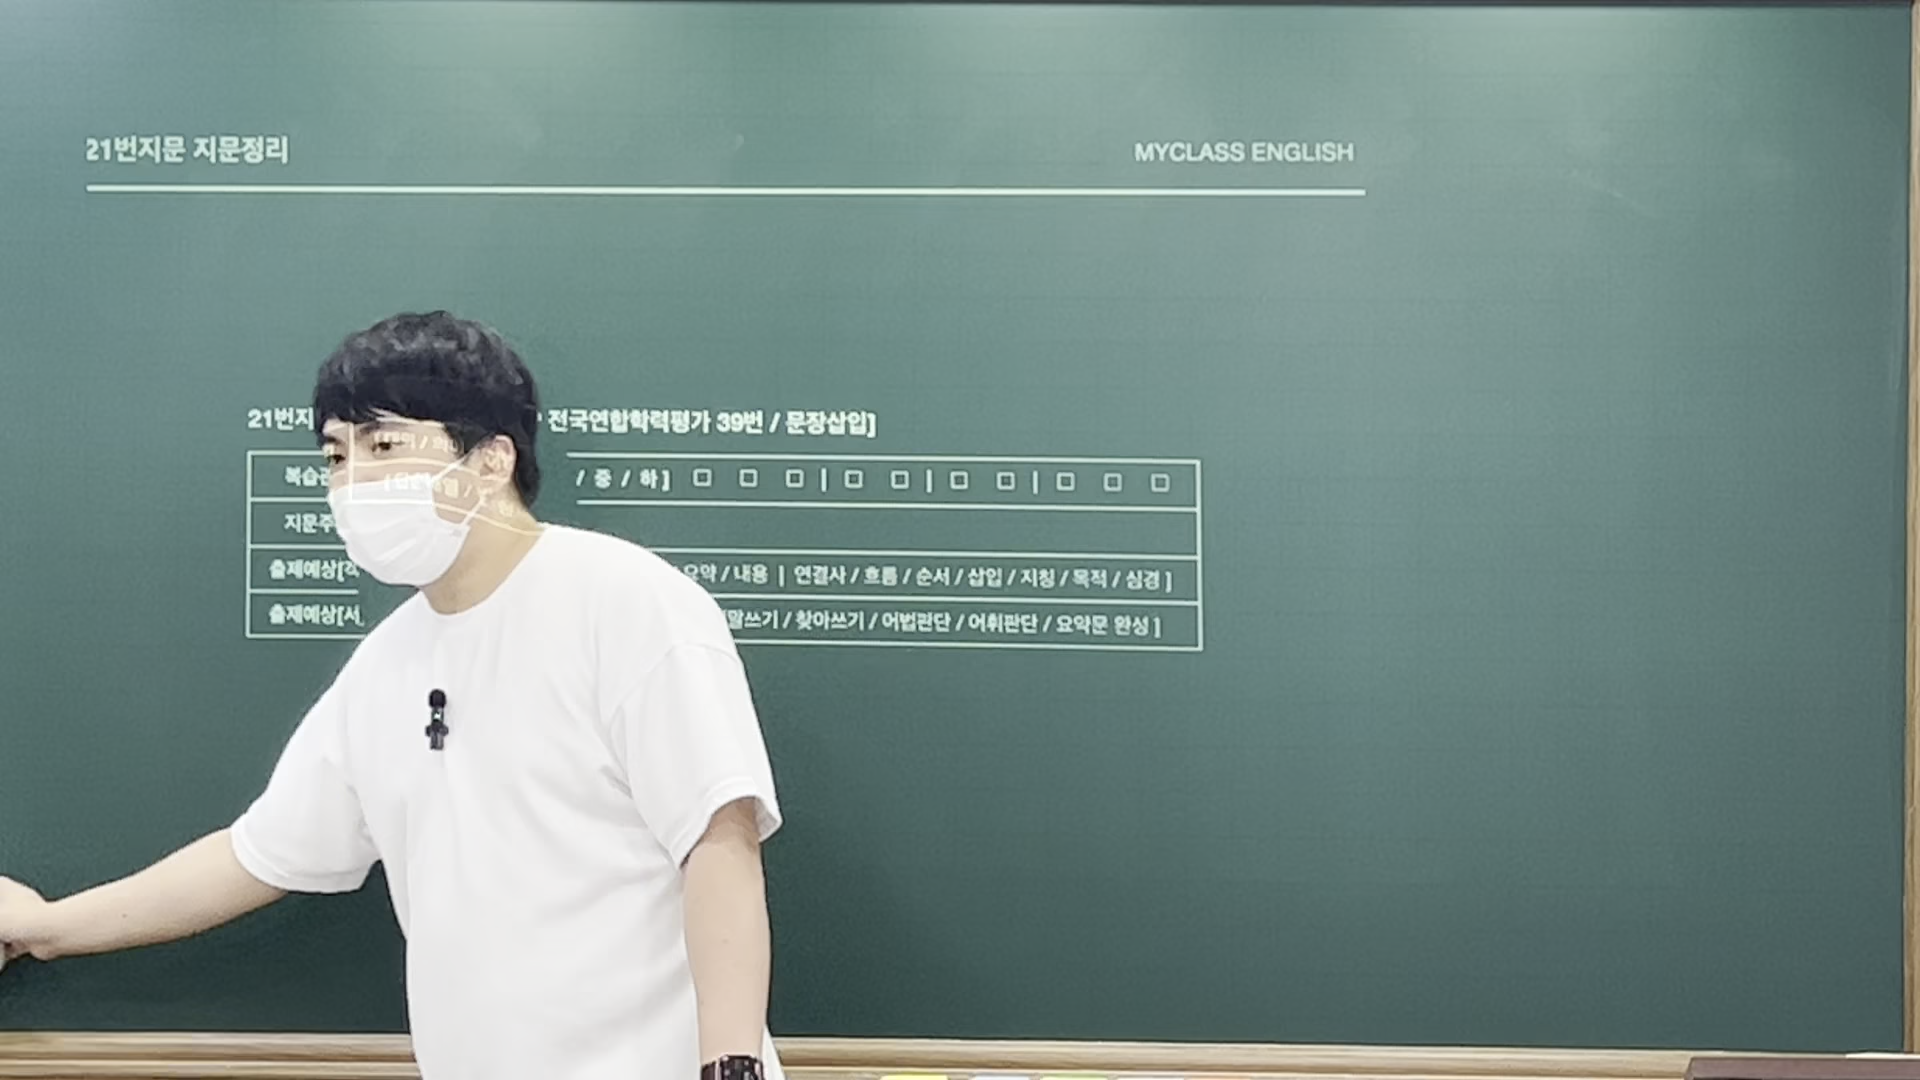 21번지문 지문정리
MYCLASS ENGLISH
21번지 전국연합학력평가 39번 / 문장삽입]
복습 / 중 / 하 ] □ □ □ | □ □ | □ □ | □ □ □
지문주
출제예상[ 요약 / 내용 | 연결사 / 흐름 / 순서 / 삽입 / 지칭 / 목적 / 심경 ]
출제예상[서 말쓰기 / 찾아쓰기 / 어법판단 / 어휘판단 / 요약문 완성 ]